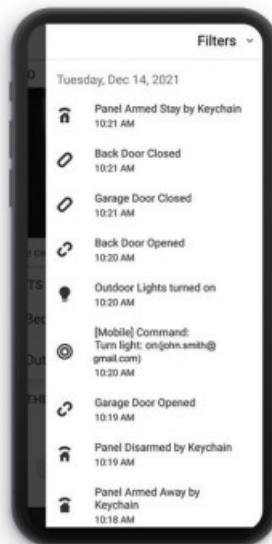 Filters
Tuesday, Dec 14, 2021
Panel Armed Stay by Keychain
10:21 AM
Back Door Closed
10:21 AM
Garage Door Closed
10:21 AM
Back Door Opened
10:20 AM
Outdoor Lights turned on
10:20 AM
[Mobile] Command:
Turn light: on(john.smith@
gmail.com)
10:20 AM
Garage Door Opened
10:19 AM
Panel Disarmed by Keychain
10:19 AM
Panel Armed Away by
Keychain
10:18 AM